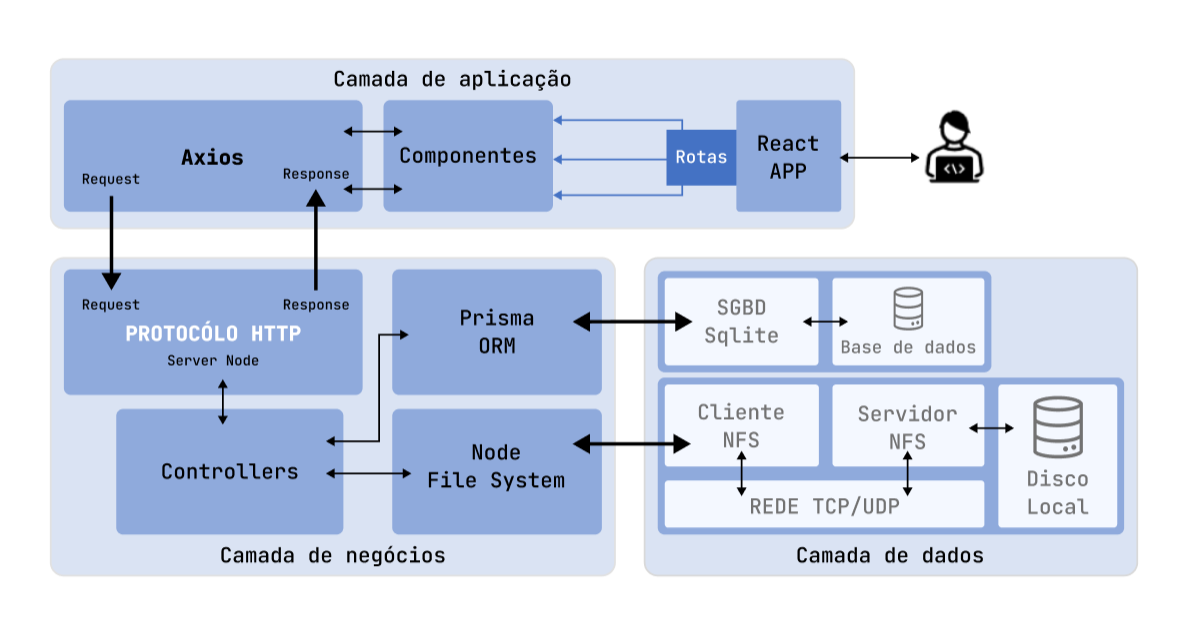 Camada de aplicação
Axios
Request
Response
Componentes
Rotas
React
APP
Request
Response
PROTOCÓLO HTTP
Server Node
Prisma
ORM
Controllers
Node
File System
Camada de negócios
SGBD
Sqlite
Base de dados
Cliente
NFS
Servidor
NFS
REDE TCP/UDP
Disco
Local
Camada de dados